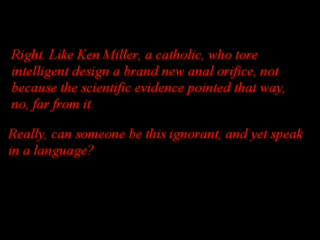 Right. Like Ken Miller, a catholic, who tore
intelligent design a brand new anal orifice, not
because the scientific evidence pointed that way,
no, far from it.
Really, can someone be this ignorant, and yet speak
in a language?